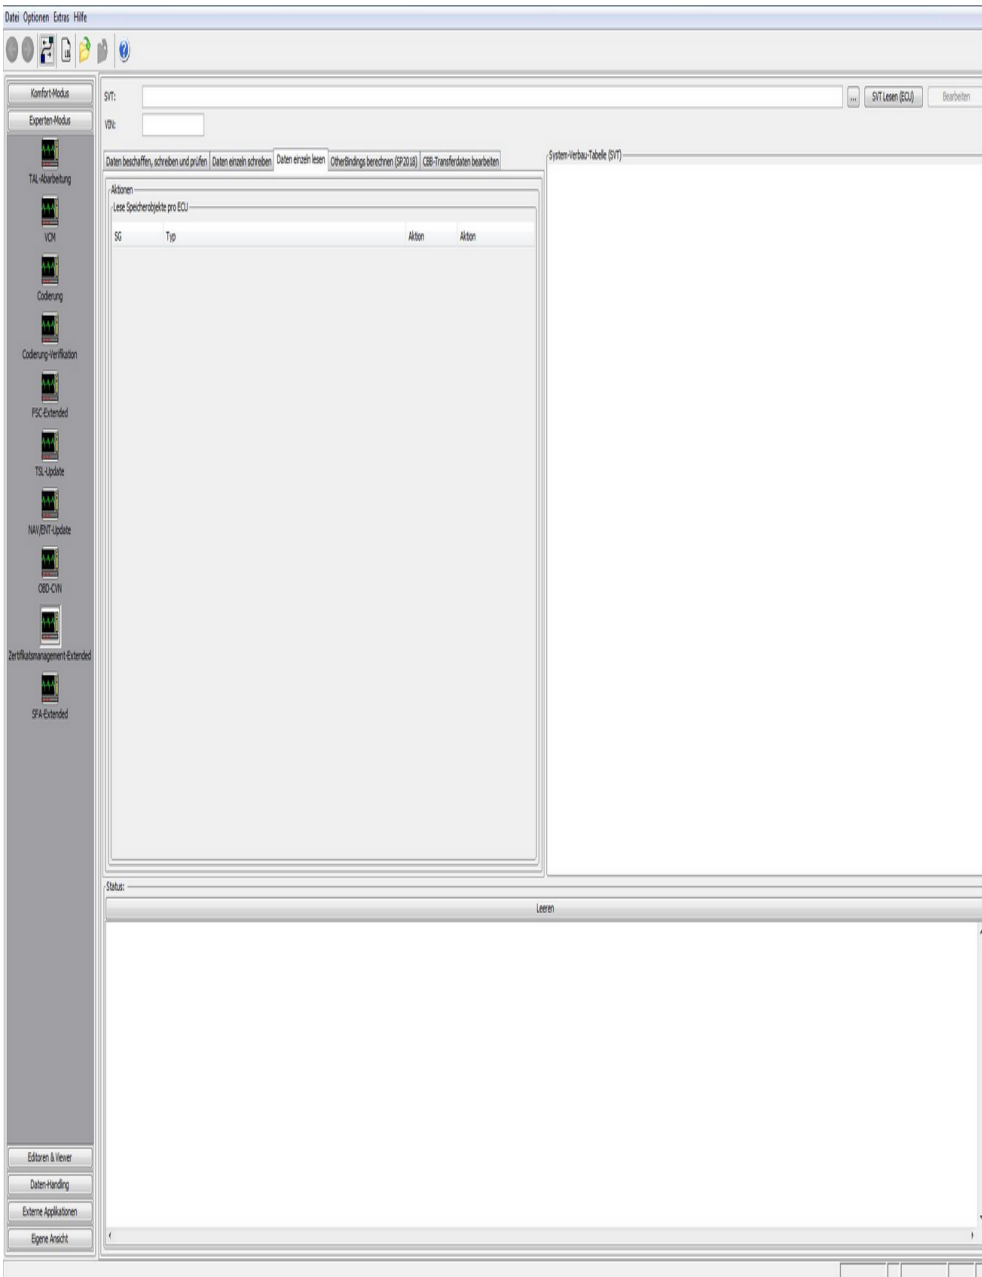 Datei Optionen Extras Hilfe
Komfort-Modus
Experten-Modus
TAL-Abarbeitung
VCM
Codierung
Codierung-Verifikation
FSC-Extended
TSL-Update
NAV/ENT-Update
OBD-CVN
Zertifikatsmanagement-Extended
SFA-Extended
Editoren & Viewer
Daten-Handling
Externe Applikationen
Eigene Ansicht
SVT: ... SVT Lesen (ECU) Bearbeiten
VIN:
Daten beschaffen, schreiben und prüfen Daten einzeln schreiben Daten einzeln lesen OtherBindings berechnen (SP2018) CBB-Transferdaten bearbeiten
Aktionen
Lese Speicherobjekte pro ECU
SG Typ Aktion Aktion
System-Verbau-Tabelle (SVT)
Status:
Leeren